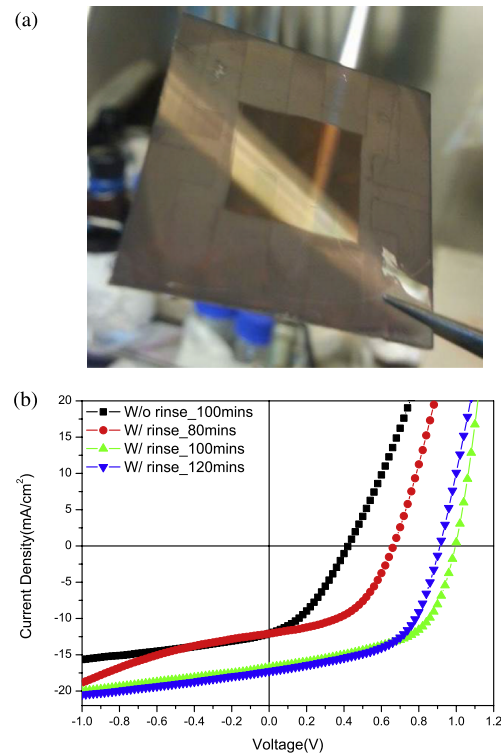 (a)
(b)
W/o rinse_100mins
W/ rinse_80mins
W/ rinse_100mins
W/ rinse_120mins
Current Density(mA/cm²)
20
15
10
5
0
-5
-10
-15
-20
-1.0 -0.8 -0.6 -0.4 -0.2 0.0 0.2 0.4 0.6 0.8 1.0 1.2
Voltage(V)